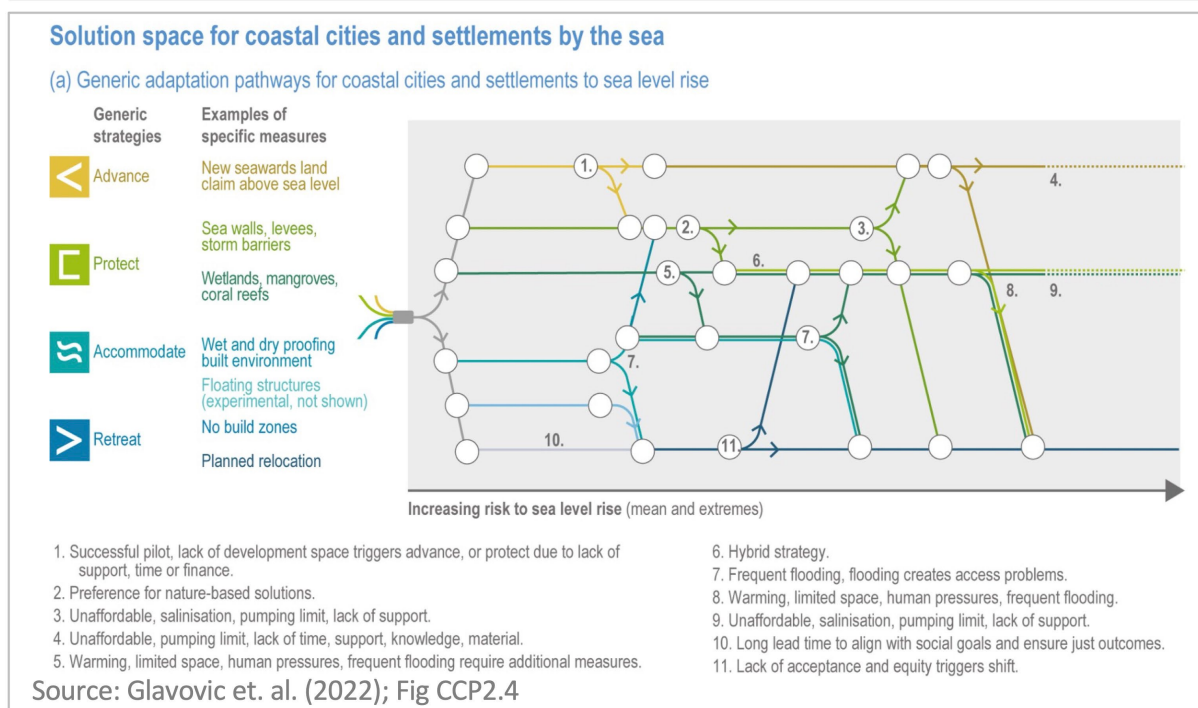 Solution space for coastal cities and settlements by the sea
(a) Generic adaptation pathways for coastal cities and settlements to sea level rise
Generic
strategies
Examples of
specific measures
Advance
New seawards land
claim above sea level
Protect
Sea walls, levees,
storm barriers
Wetlands, mangroves,
coral reefs
Accommodate
Wet and dry proofing
built environment
Floating structures
(experimental, not shown)
Retreat
No build zones
Planned relocation
1.
4.
2.
3.
5.
6.
8.
9.
7.
7.
10.
11.
Increasing risk to sea level rise (mean and extremes)
1. Successful pilot, lack of development space triggers advance, or protect due to lack of
support, time or finance.
2. Preference for nature-based solutions.
3. Unaffordable, salinisation, pumping limit, lack of support.
4. Unaffordable, pumping limit, lack of time, support, knowledge, material.
5. Warming, limited space, human pressures, frequent flooding require additional measures.
6. Hybrid strategy.
7. Frequent flooding, flooding creates access problems.
8. Warming, limited space, human pressures, frequent flooding.
9. Unaffordable, salinisation, pumping limit, lack of support.
10. Long lead time to align with social goals and ensure just outcomes.
11. Lack of acceptance and equity triggers shift.
Source: Glavovic et. al. (2022); Fig CCP2.4